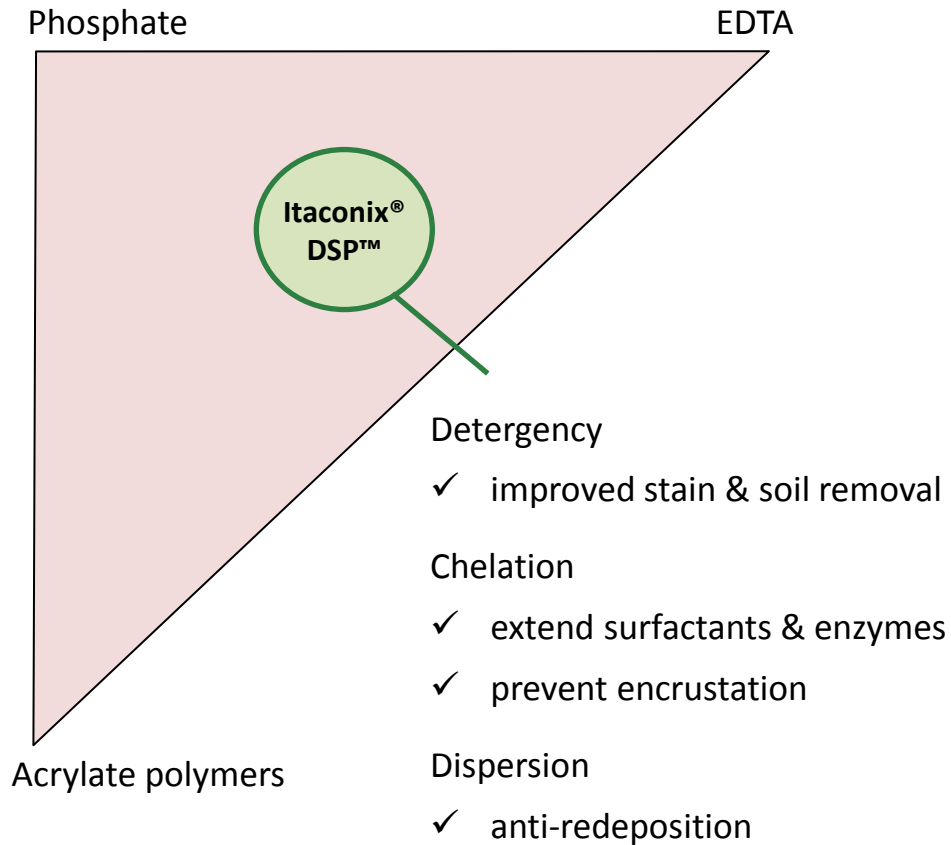 Phosphate
EDTA
Itaconix®
DSP™
Detergency
✓ improved stain & soil removal
Chelation
✓ extend surfactants & enzymes
✓ prevent encrustation
Acrylate polymers
Dispersion
✓ anti-redeposition